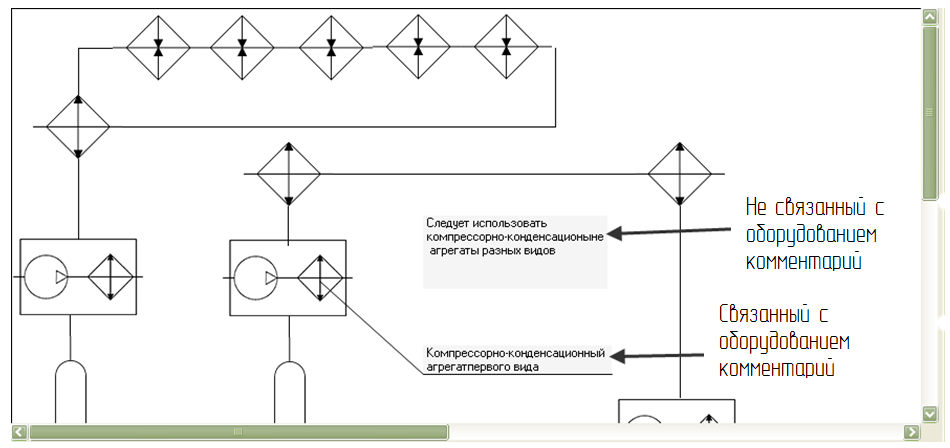 Следует использовать
компрессорно-конденсационыне
агрегаты разных видов
Не связанный с
оборудованием
комментарий
Связанный с
оборудованием
комментарий
Компрессорно-конденсационный
агрегатпервого вида